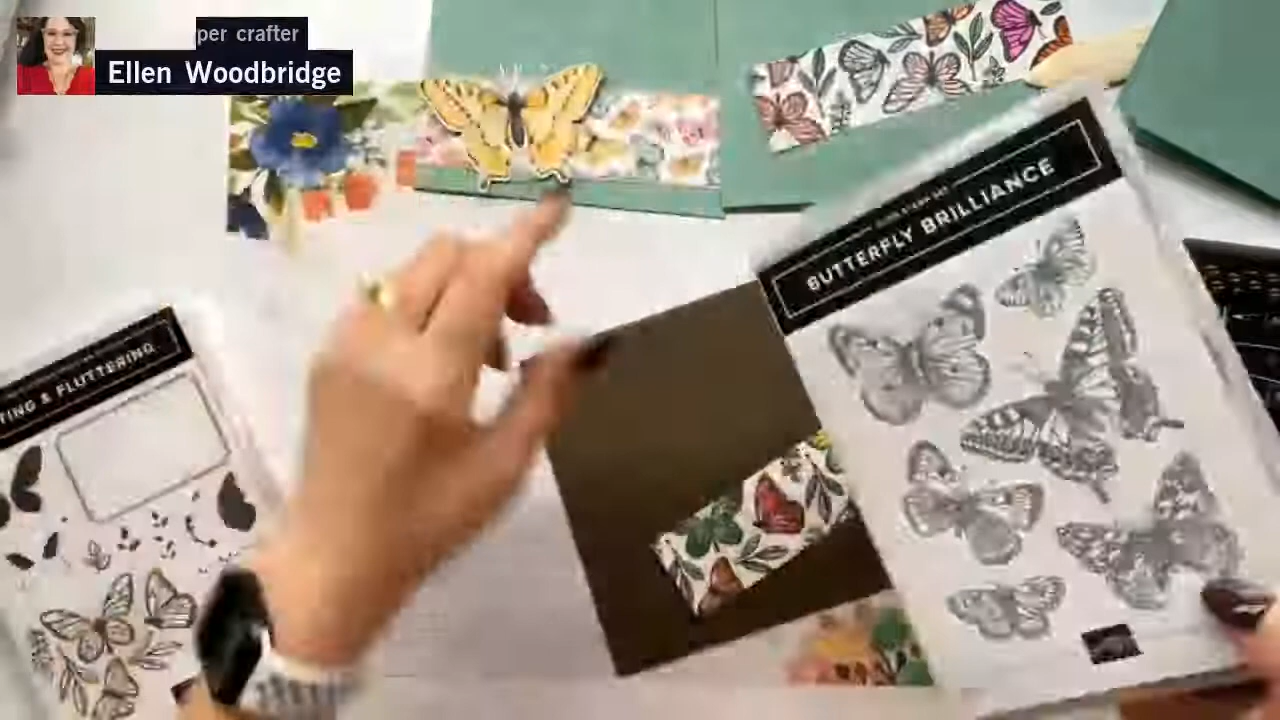 per crafter
Ellen Woodbridge
BUTTERFLY BRILLIANCE
TING & FLUTTERING